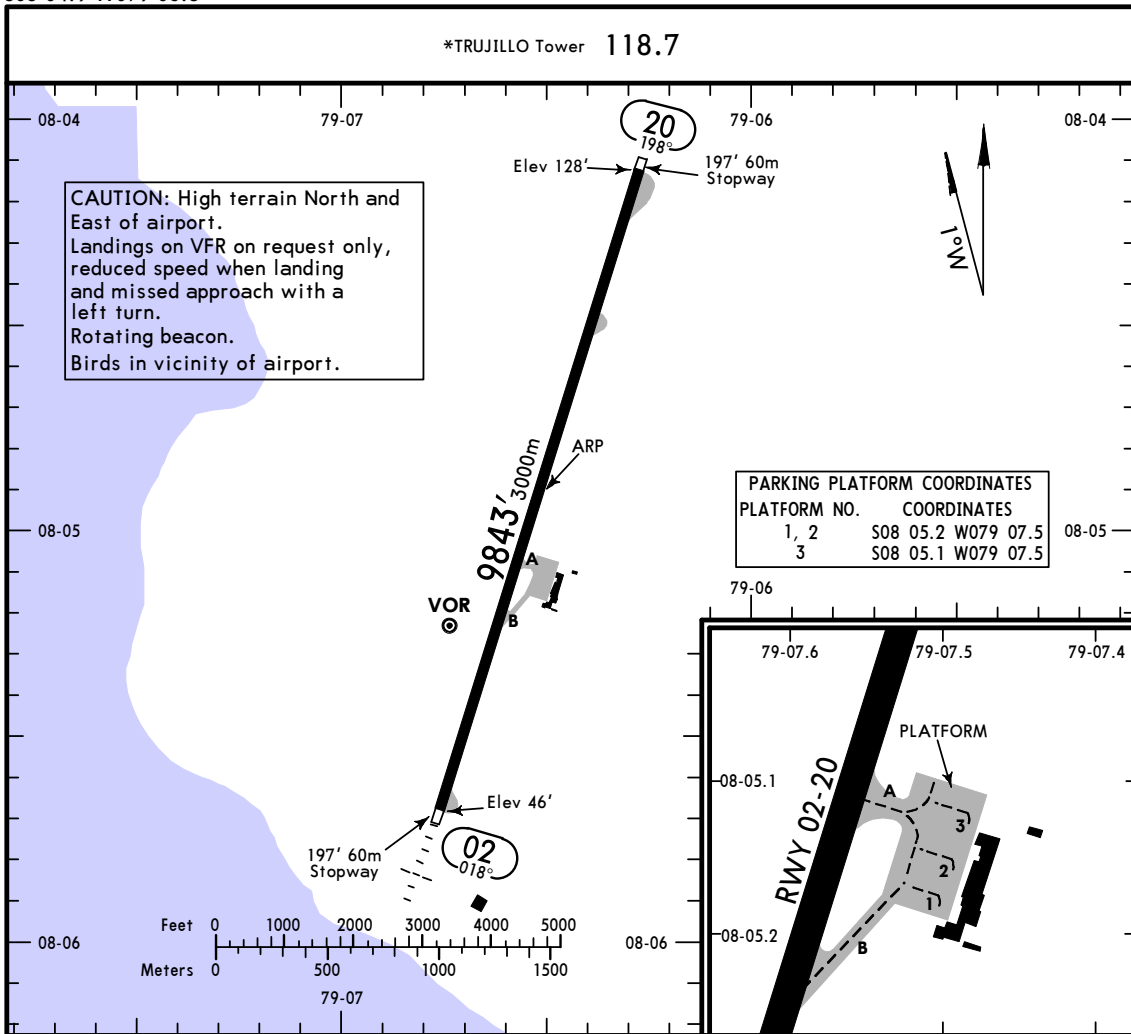 *TRUJILLO Tower 118.7
08-04
79-07
79-06
08-04
20
198°
Elev 128'
197' 60m
Stopway
CAUTION: High terrain North and
East of airport.
Landings on VFR on request only,
reduced speed when landing
and missed approach with a
left turn.
Rotating beacon.
Birds in vicinity of airport.
1°W
ARP
9843' 3000m
PARKING PLATFORM COORDINATES
PLATFORM NO. COORDINATES
1, 2 S08 05.2 W079 07.5
3 S08 05.1 W079 07.5
08-05
08-05
A
79-06
VOR
B
Elev 46'
197' 60m
Stopway
02
018°
Feet 0 1000 2000 3000 4000 5000
Meters 0 500 1000 1500
08-06
08-06
79-07
79-07.6
79-07.5
79-07.4
PLATFORM
08-05.1
A
3
RWY 02-20
2
1
08-05.2
B